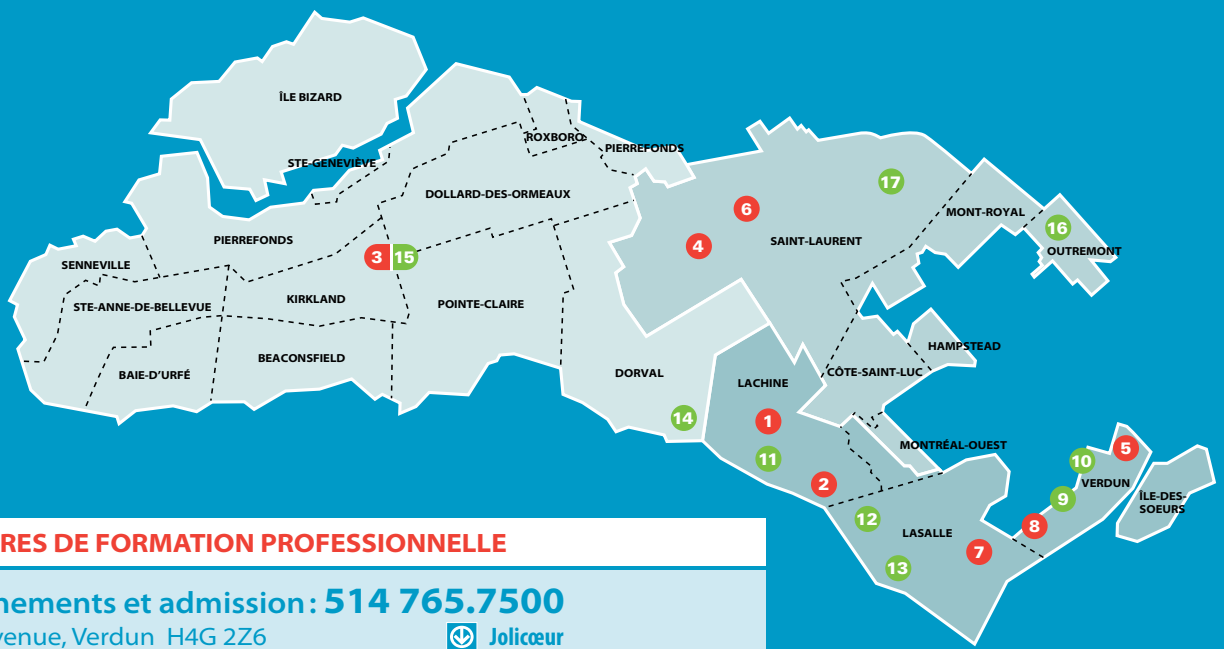 ÎLE BIZARD
ROXBORO
PIERREFONDS
STE-GENEVIÈVE
17
DOLLARD-DES-ORMEAUX
6
MONT-ROYAL
16
PIERREFONDS
4
SAINT-LAURENT
OUTREMONT
3 15
SENNEVILLE
STE-ANNE-DE-BELLEVUE
KIRKLAND
POINTE-CLAIRE
HAMPSTEAD
BEACONSFIELD
BAIE-D'URFÉ
DORVAL
LACHINE
CÔTE-SAINT-LUC
14
1
MONTRÉAL-OUEST
5
11
10
2
VERDUN
9
ÎLE-DES-
SOEURS
12
LASALLE
8
7
13
RES DE FORMATION PROFESSIONNELLE
nements et admission : 514 765.7500
venue, Verdun H4G 2Z6
Jolicœur